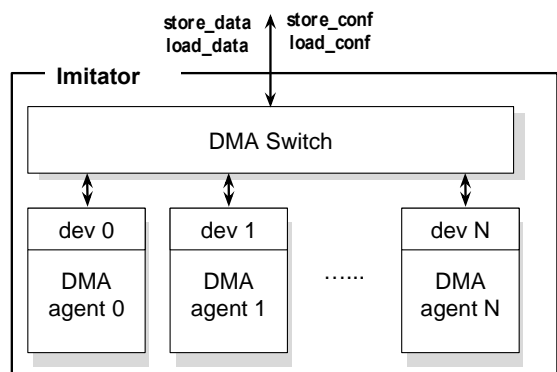 store_data store_conf
load_data load_conf
Imitator
DMA Switch
dev 0 dev 1 dev N
DMA DMA …... DMA
agent 0 agent 1 agent N